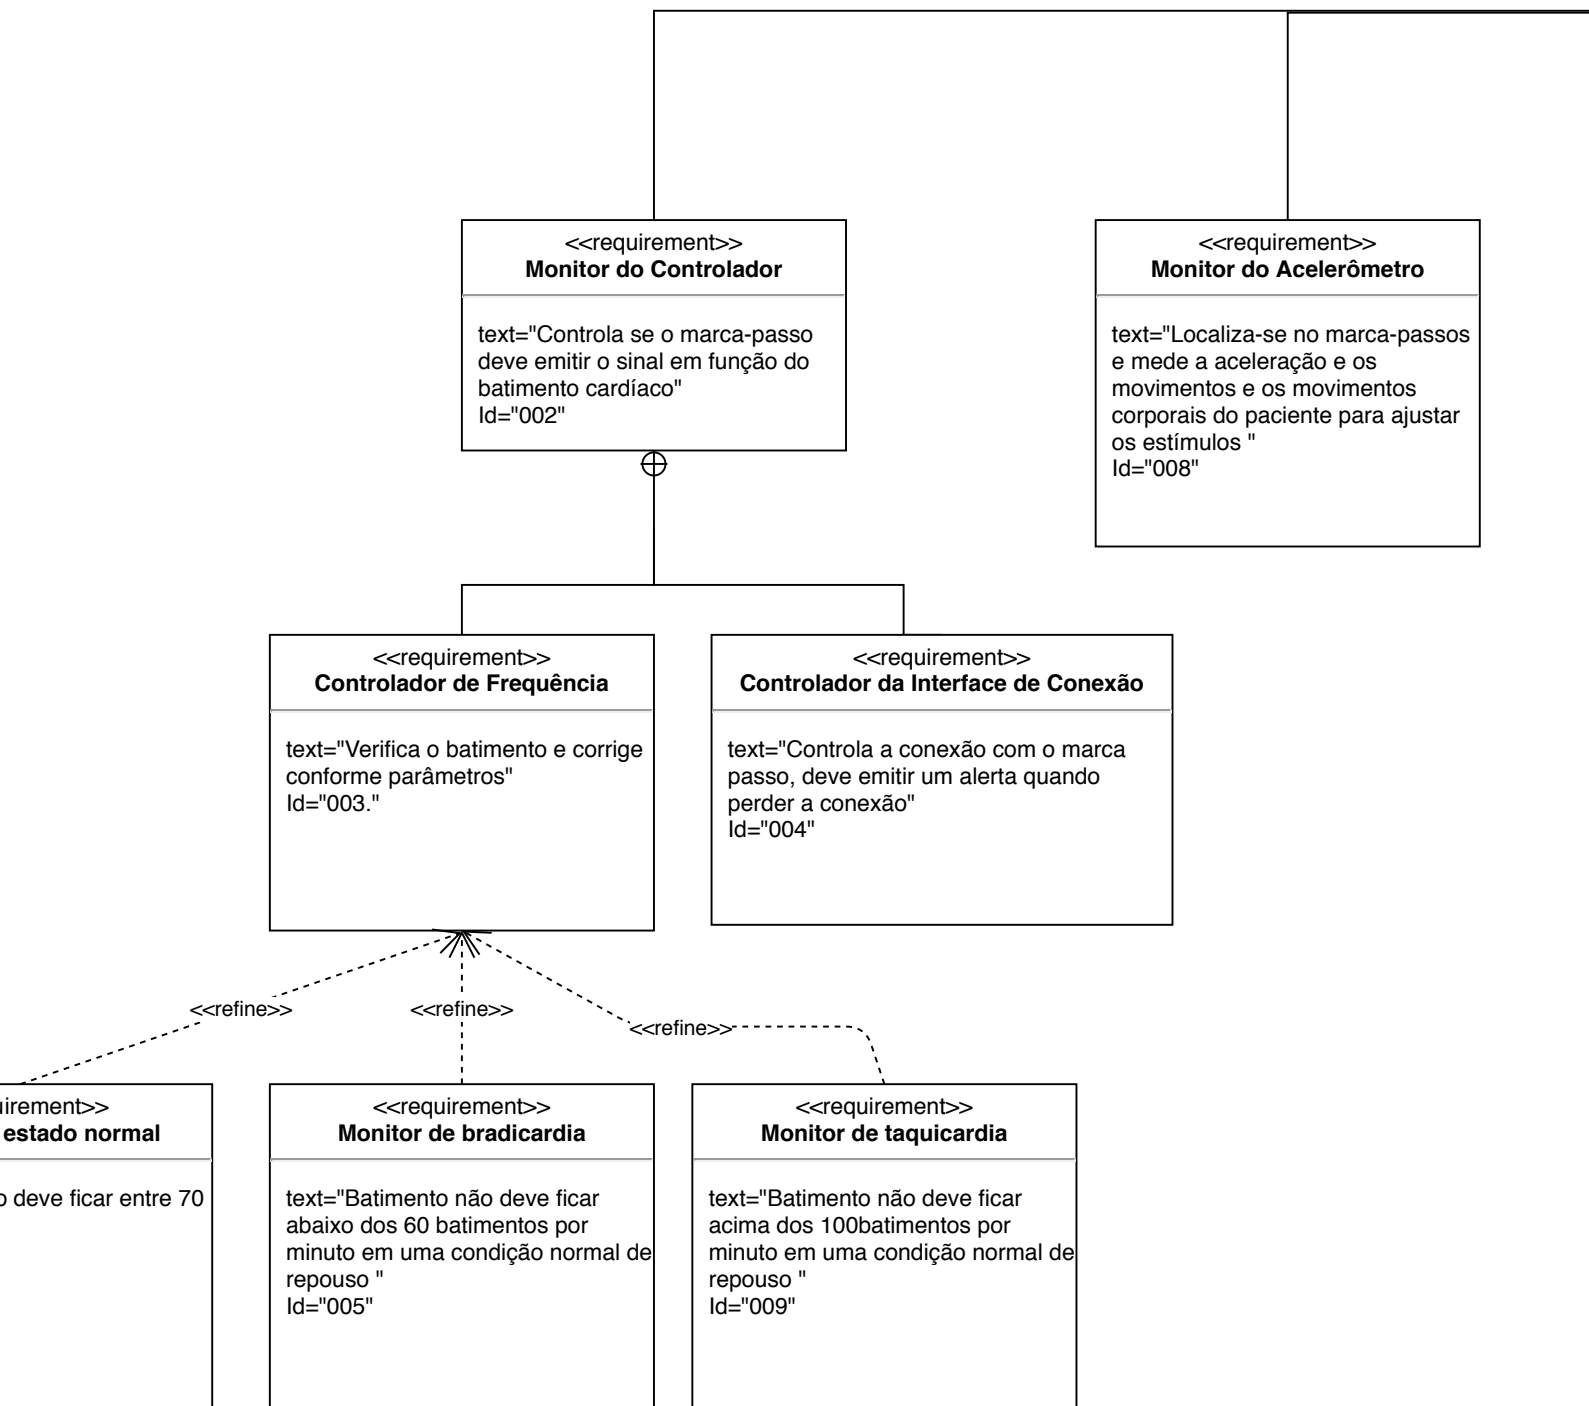 <<requirement>>
Monitor do Controlador
text="Controla se o marca-passo
deve emitir o sinal em função do
batimento cardíaco"
Id="002"
<<requirement>>
Monitor do Acelerômetro
text="Localiza-se no marca-passos
e mede a aceleração e os
movimentos e os movimentos
corporais do paciente para ajustar
os estímulos "
Id="008"
<<requirement>>
Controlador de Frequência
text="Verifica o batimento e corrige
conforme parâmetros"
Id="003."
<<requirement>>
Controlador da Interface de Conexão
text="Controla a conexão com o marca
passo, deve emitir um alerta quando
perder a conexão"
Id="004"
<<refine>>
<<refine>>
<<refine>>
estado normal
deve ficar entre 70
<<requirement>>
Monitor de bradicardia
text="Batimento não deve ficar
abaixo dos 60 batimentos por
minuto em uma condição normal de
repouso "
Id="005"
<<requirement>>
Monitor de taquicardia
text="Batimento não deve ficar
acima dos 100batimentos por
minuto em uma condição normal de
repouso "
Id="009"